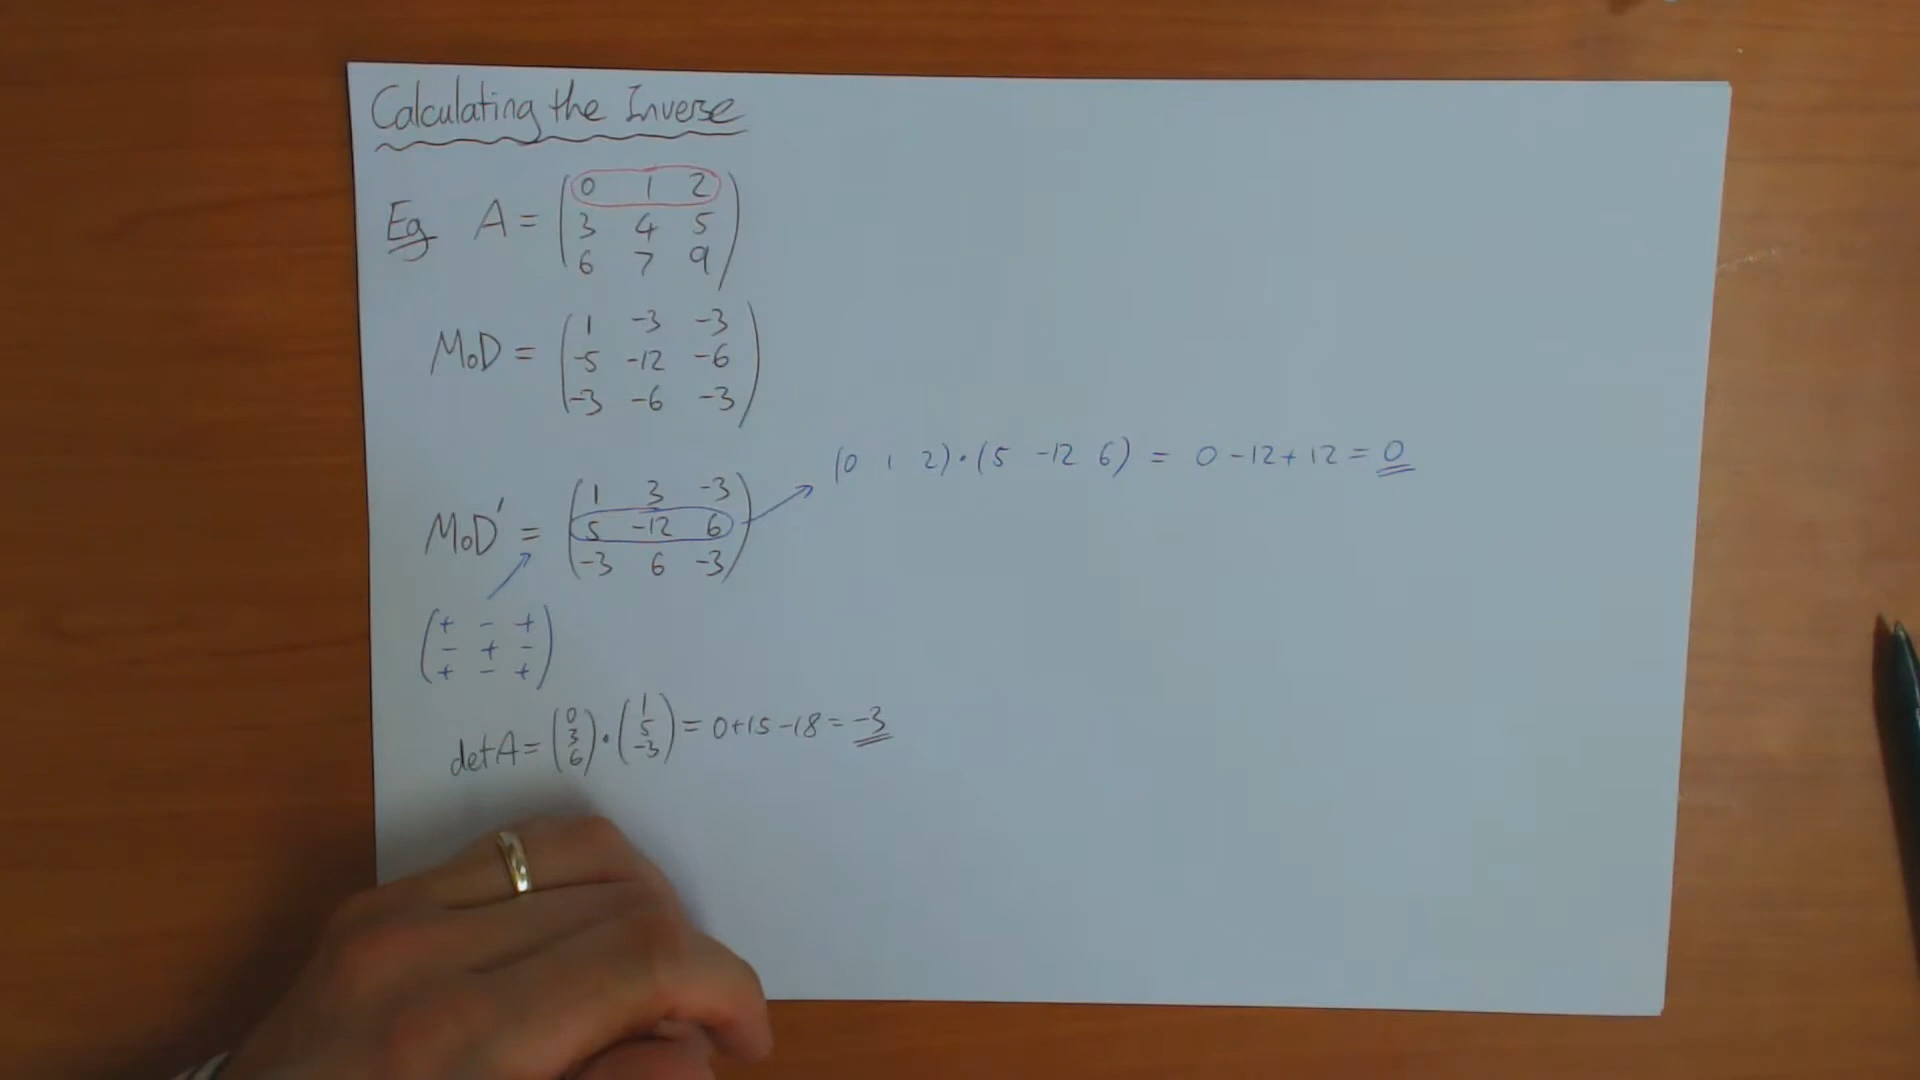 Calculating the Inverse
Eg A = (0 1 2
3 4 5
6 7 9)
MoD = (1 -3 -3
-5 -12 -6
-3 -6 -3)
(0 1 2)·(5 -12 6) = 0 -12 + 12 = 0
MoD' = (1 3 -3
5 -12 6
-3 6 -3)
(+ - +
- + -
+ - +)
det A = (0 3 6)·(1 5 -3) = 0+15-18 = -3